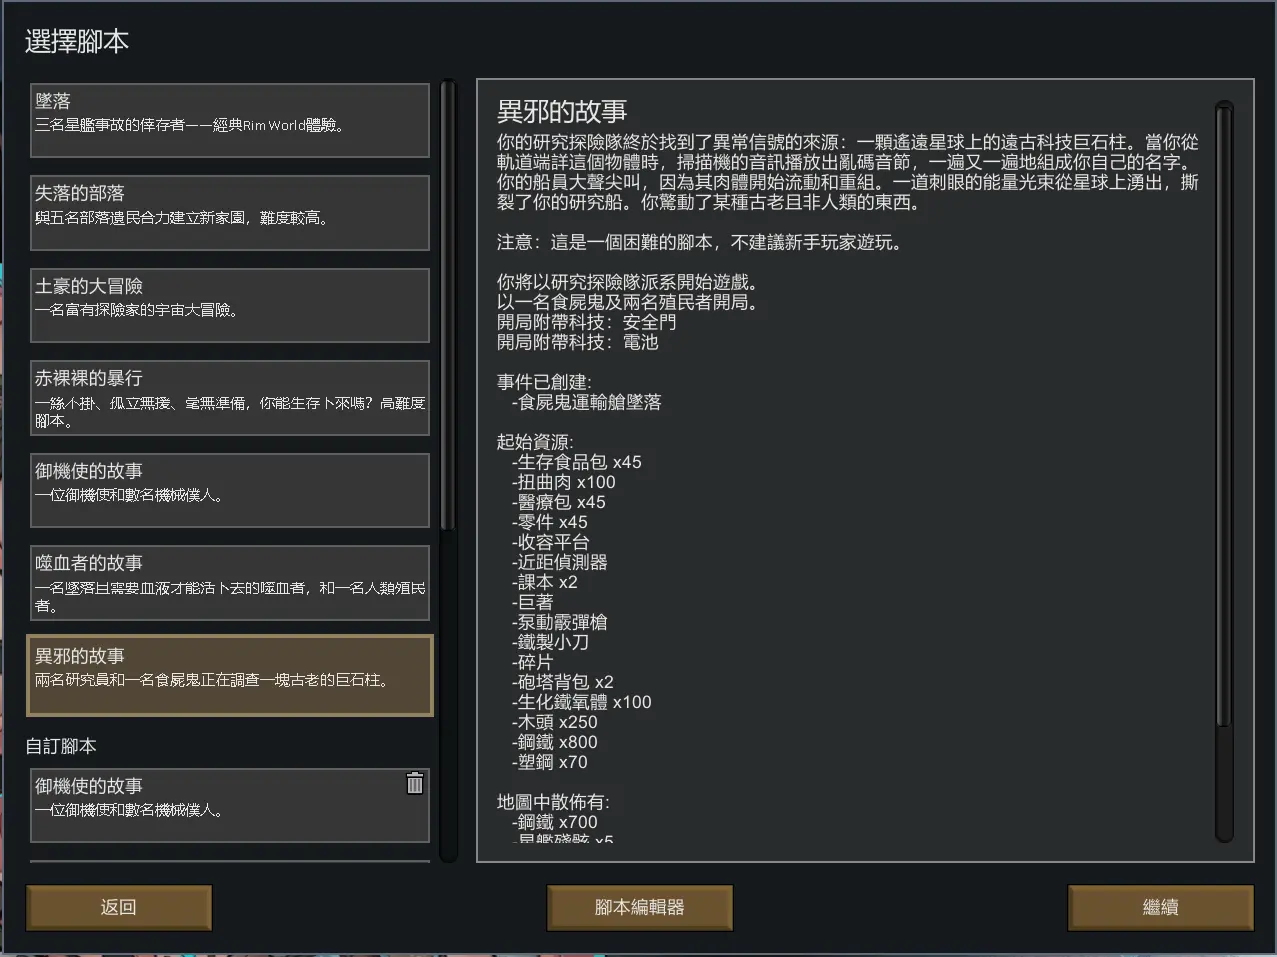 選擇腳本
墜落
三名星艦事故的倖存者——經典RimWorld體驗。
失落的部落
與五名部落遺民合力建立新家園，難度較高。
土豪的大冒險
一名富有探險家的宇宙大冒險。
赤裸裸的暴行
一絲不掛、孤立無援、毫無準備，你能生存下來嗎？高難度
腳本。
御機使的故事
一位御機使和數名機械僕人。
噬血者的故事
一名墜落且需要血液才能活下去的噬血者，和一名人類殖民
者。
異邪的故事
兩名研究員和一名食屍鬼正在調查一塊古老的巨石柱。
自訂腳本
御機使的故事
一位御機使和數名機械僕人。
異邪的故事
你的研究探險隊終於找到了異常信號的來源：一顆遙遠星球上的遠古科技巨石柱。當你從
軌道端詳這個物體時，掃描機的音訊播放出亂碼音節，一遍又一遍地組成你自己的名字。
你的船員大聲尖叫，因為其肉體開始流動和重組。一道刺眼的能量光束從星球上湧出，撕
裂了你的研究船。你驚動了某種古老且非人類的東西。
注意：這是一個困難的腳本，不建議新手玩家遊玩。
你將以研究探險隊派系開始遊戲。
以一名食屍鬼及兩名殖民者開局。
開局附帶科技：安全門
開局附帶科技：電池
事件已創建:
-食屍鬼運輸艙墜落
起始資源:
-生存食品包 x45
-扭曲肉 x100
-醫療包 x45
-零件 x45
-收容平台
-近距偵測器
-課本 x2
-巨著
-泵動霰彈槍
-鐵製小刀
-碎片
-砲塔背包 x2
-生化鐵氧體 x100
-木頭 x250
-鋼鐵 x800
-塑鋼 x70
地圖中散佈有:
-鋼鐵 x700
-星艦殘骸 x5
返回
腳本編輯器
繼續